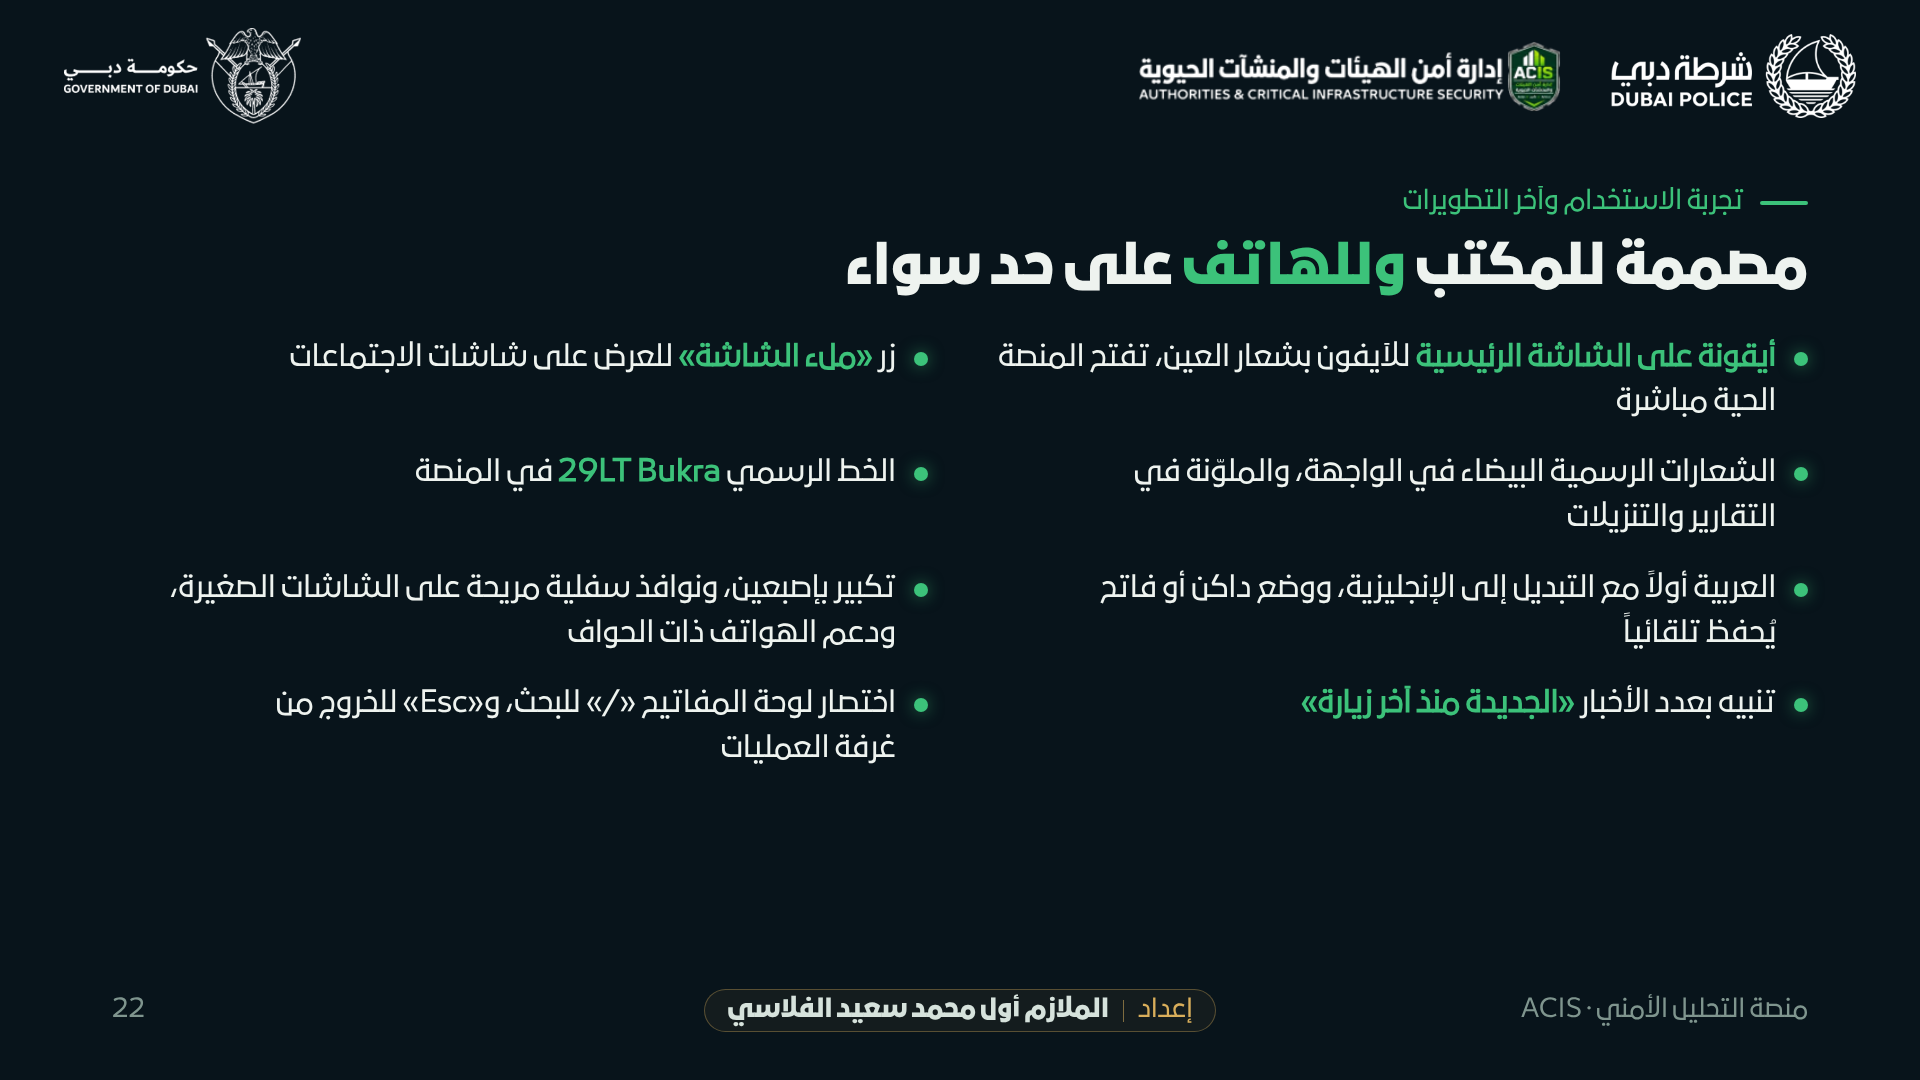 شرطة دبي
DUBAI POLICE
إدارة أمن الهيئات والمنشآت الحيوية
AUTHORITIES & CRITICAL INFRASTRUCTURE SECURITY
ACIS
حكومـــة دبـــي
GOVERNMENT OF DUBAI
تجربة الاستخدام وآخر التطويرات
مصممة للمكتب وللهاتف على حد سواء
أيقونة على الشاشة الرئيسية للآيفون بشعار العين، تفتح المنصة
الحية مباشرة
زر «ملء الشاشة» للعرض على شاشات الاجتماعات
الشعارات الرسمية البيضاء في الواجهة، والملوّنة في
التقارير والتنزيلات
الخط الرسمي 29LT Bukra في المنصة
العربية أولاً مع التبديل إلى الإنجليزية، ووضع داكن أو فاتح
يُحفظ تلقائياً
تكبير بإصبعين، ونوافذ سفلية مريحة على الشاشات الصغيرة،
ودعم الهواتف ذات الحواف
تنبيه بعدد الأخبار «الجديدة منذ آخر زيارة»
اختصار لوحة المفاتيح «/» للبحث، و«Esc» للخروج من
غرفة العمليات
منصة التحليل الأمني · ACIS
إعداد | الملازم أول محمد سعيد الفلاسي
22